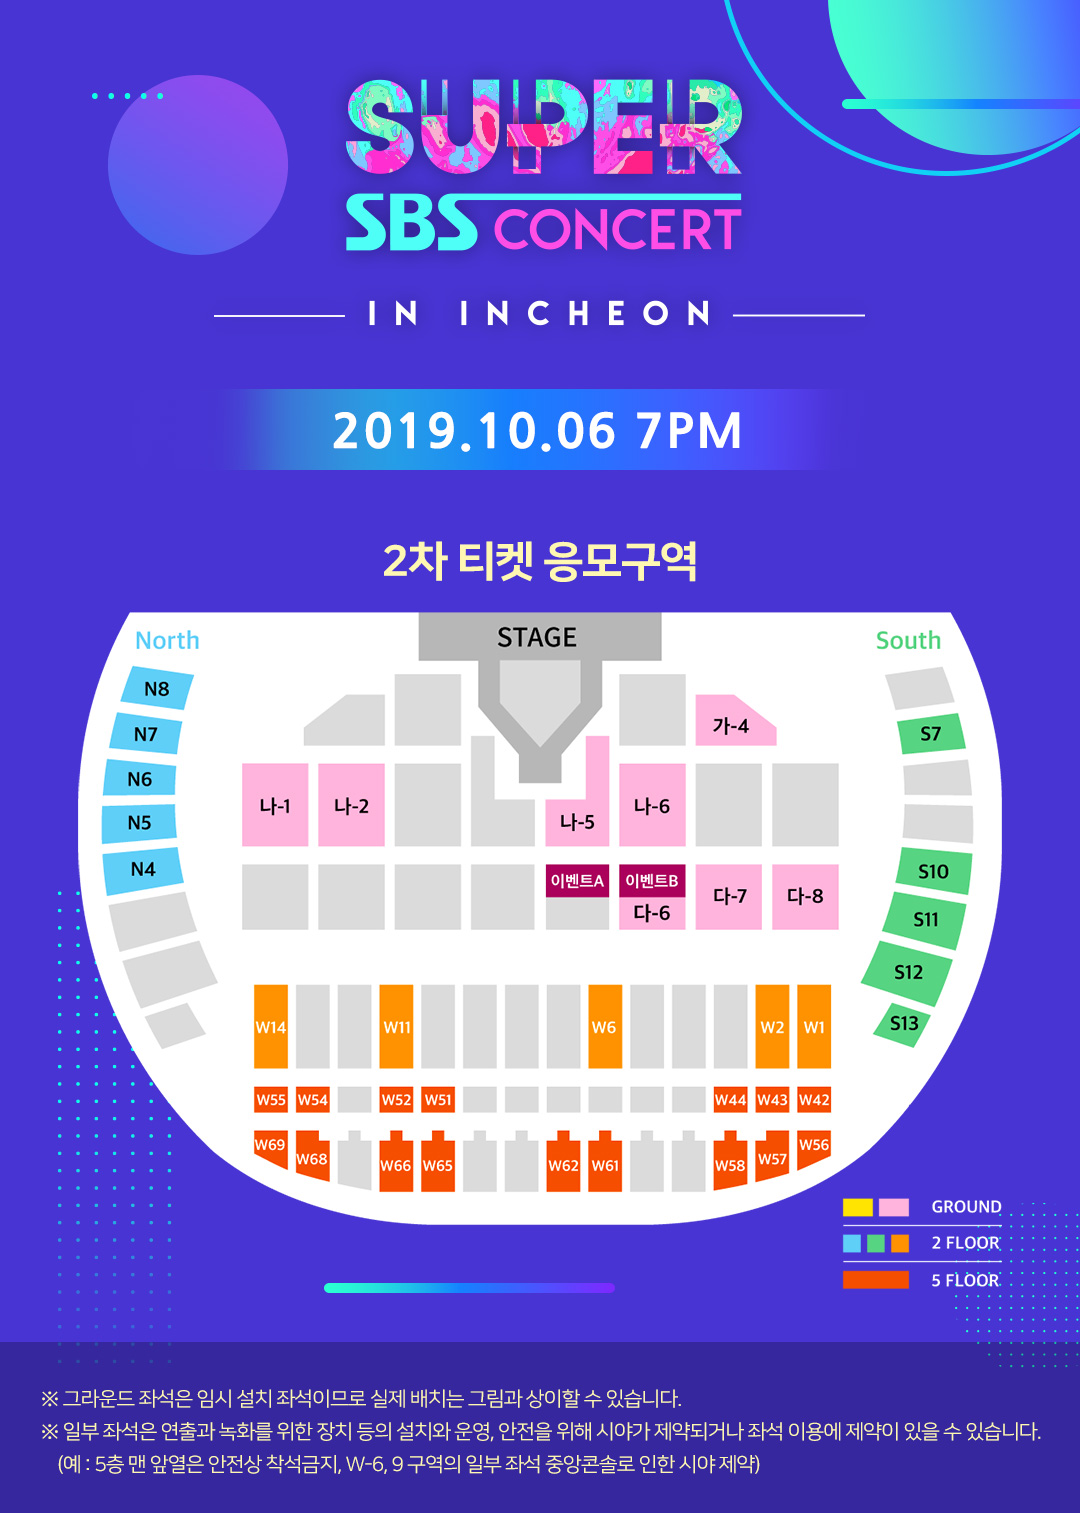 SUPER
SBS CONCERT
IN INCHEON
2019.10.06 7PM
2차 티켓 응모구역
North
STAGE
South
N8
N7
N6
N5
N4
가-4
나-1
나-2
나-5
나-6
이벤트A
이벤트B
다-6
다-7
다-8
S7
S10
S11
S12
S13
W14
W11
W6
W2
W1
W55
W54
W52
W51
W44
W43
W42
W69
W68
W66
W65
W62
W61
W58
W57
W56
GROUND
2 FLOOR
5 FLOOR
※ 그라운드 좌석은 임시 설치 좌석이므로 실제 배치는 그림과 상이할 수 있습니다.
※ 일부 좌석은 연출과 녹화를 위한 장치 등의 설치와 운영, 안전을 위해 시야가 제약되거나 좌석 이용에 제약이 있을 수 있습니다.
(예 : 5층 맨 앞열은 안전상 착석금지, W-6, 9 구역의 일부 좌석 중앙콘솔로 인한 시야 제약)